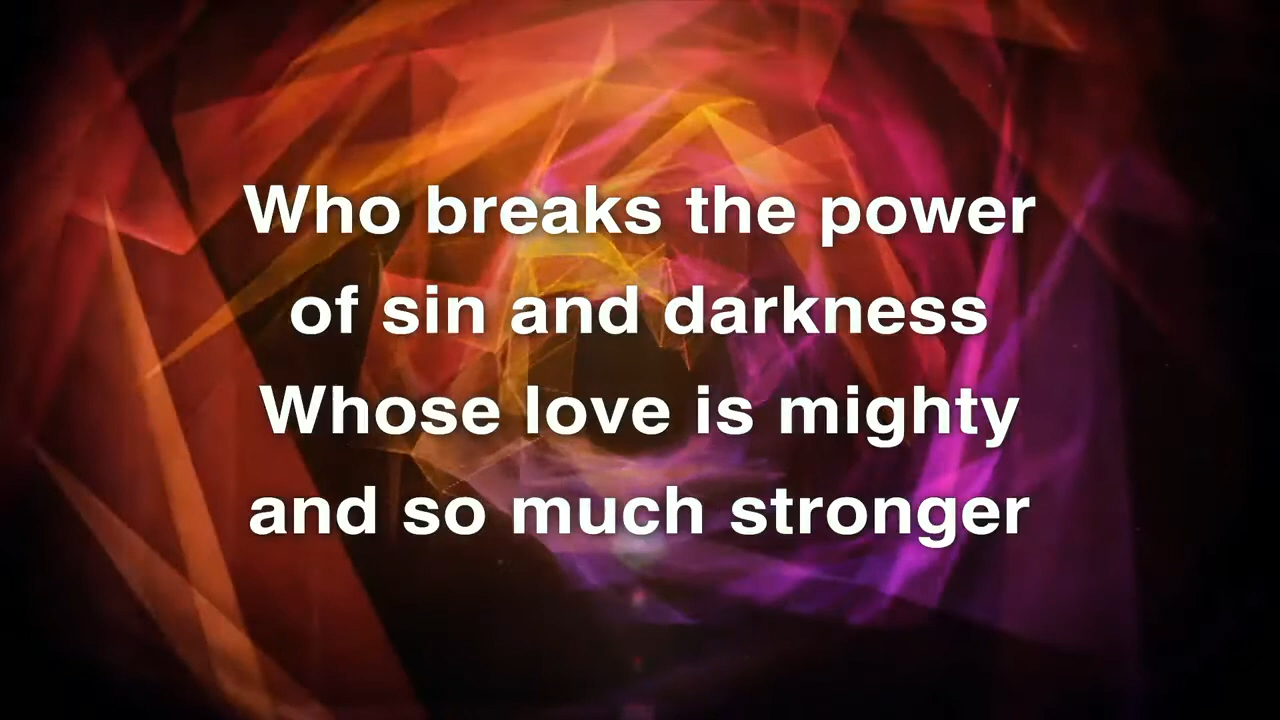 Who breaks the power
of sin and darkness
Whose love is mighty
and so much stronger